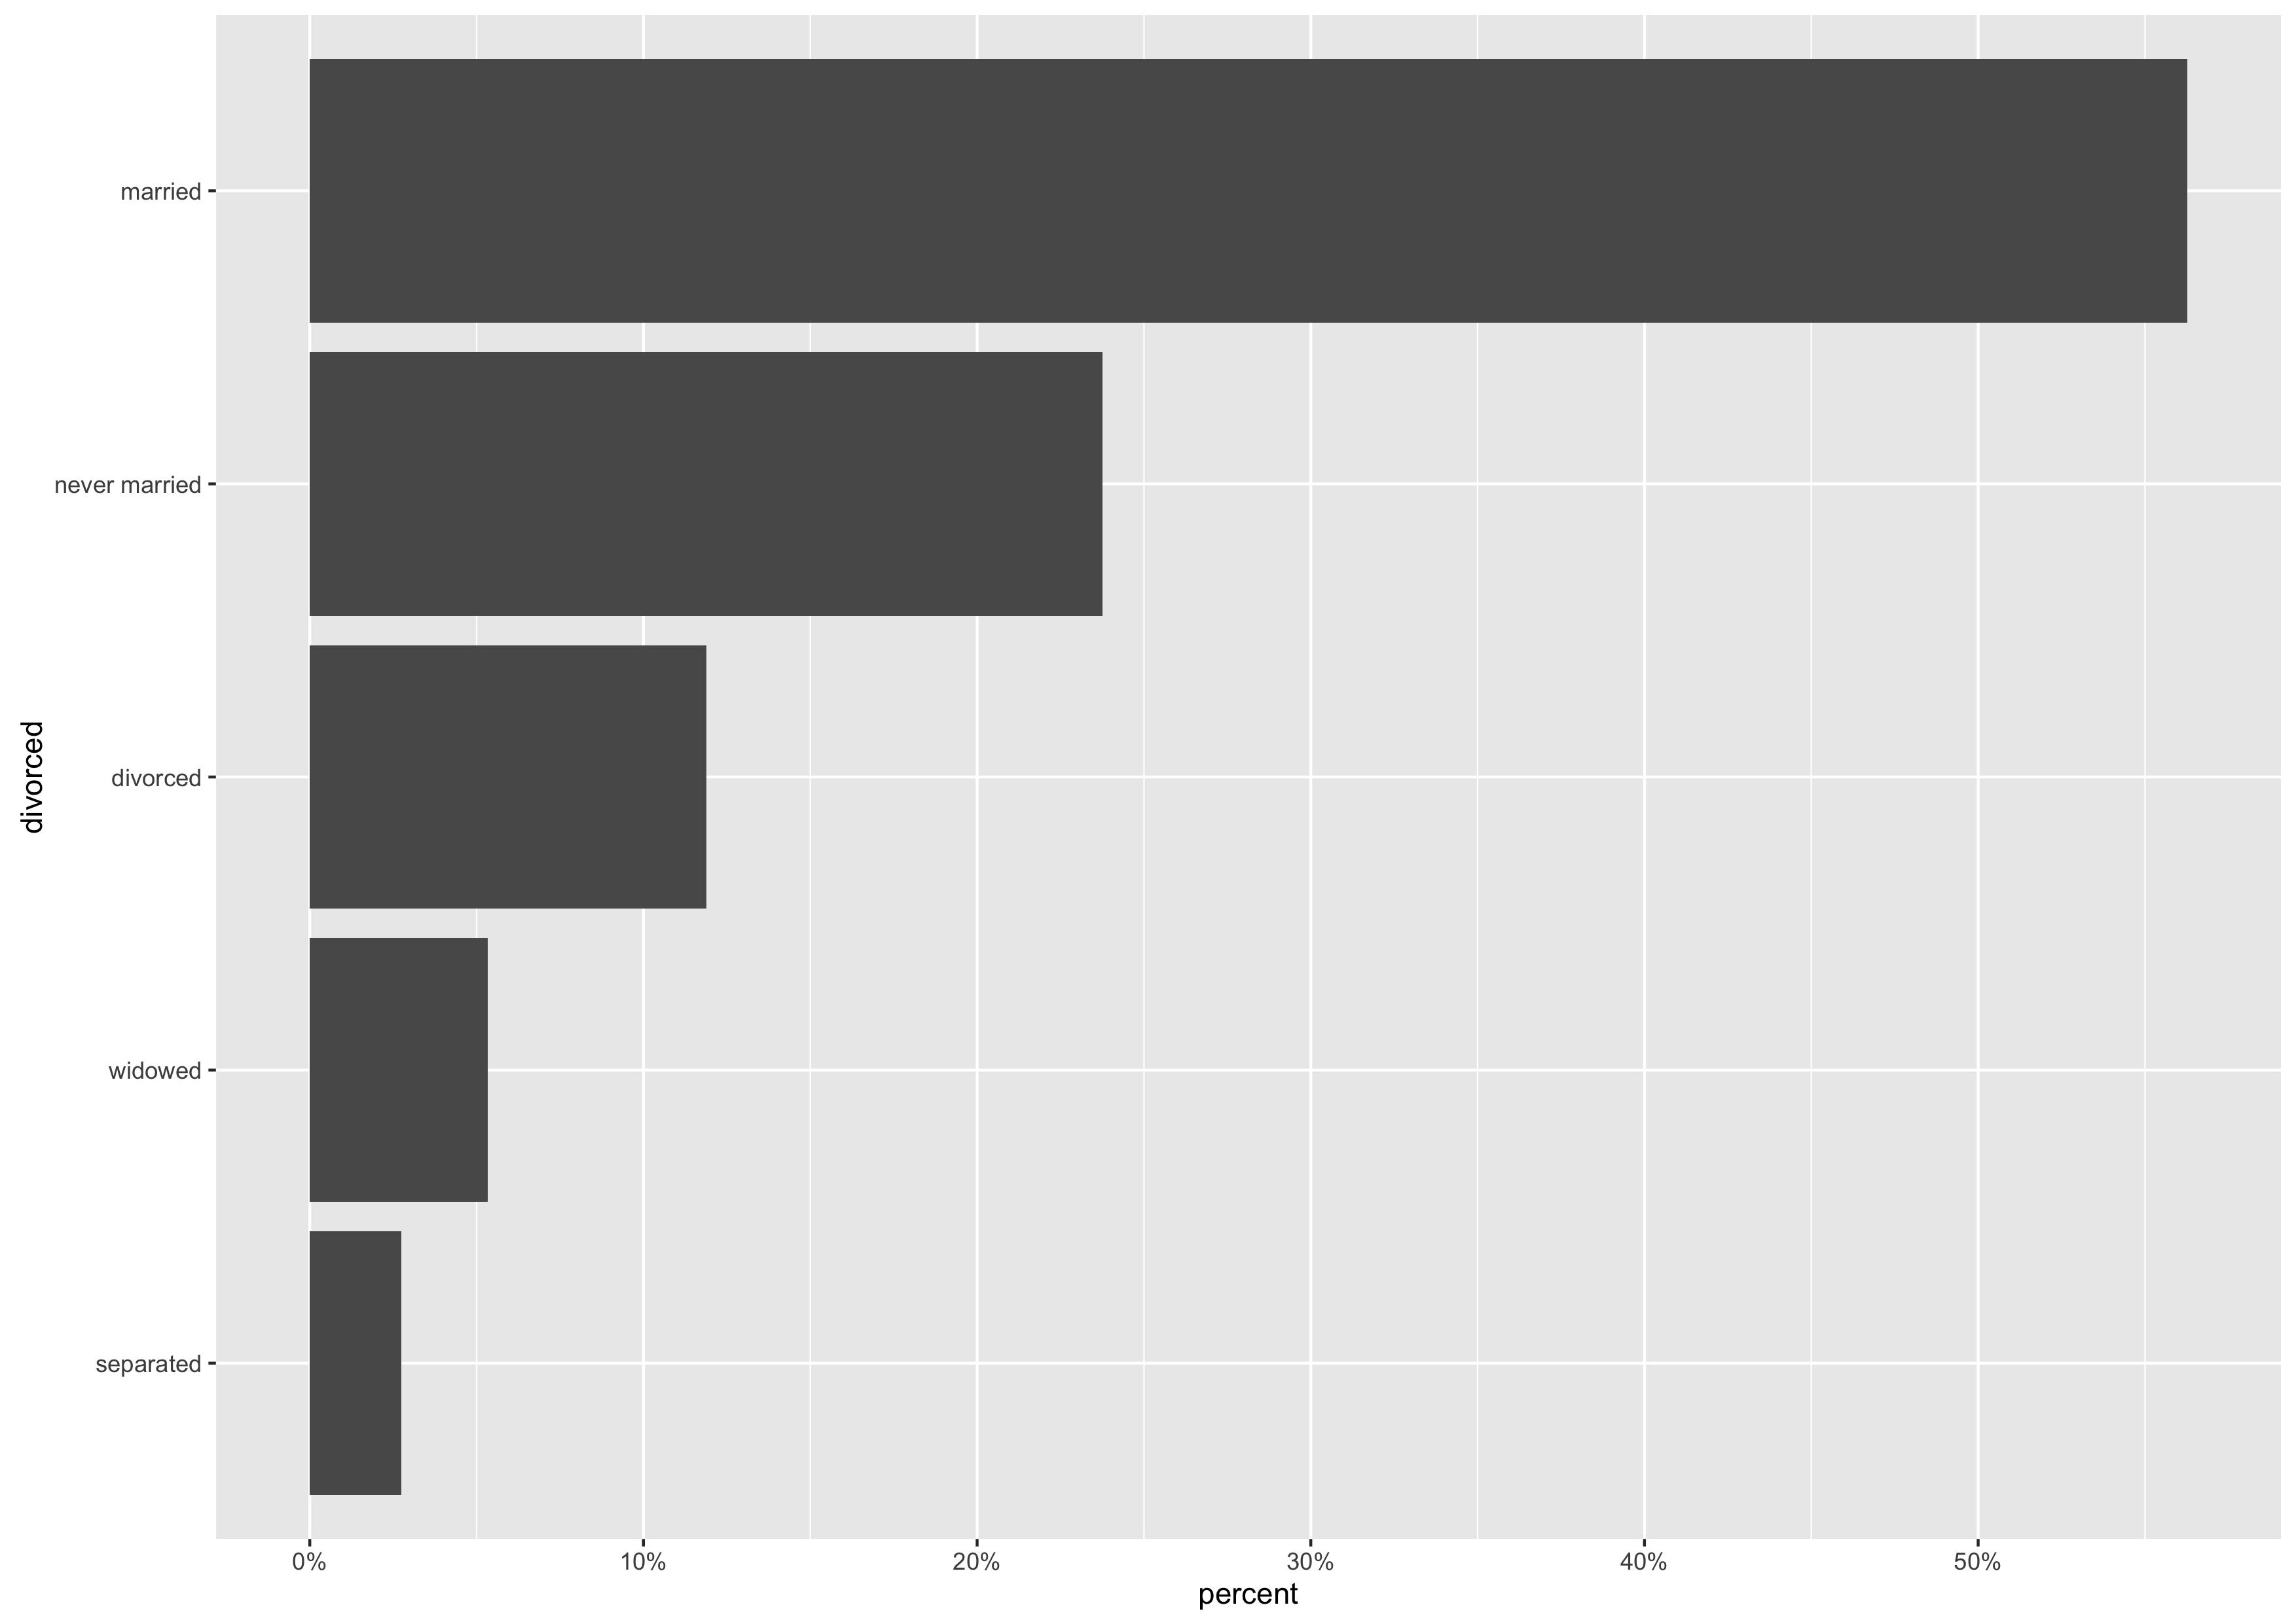 married
never married
divorced
divorced
widowed
separated
0% 10% 20% 30% 40% 50%
percent